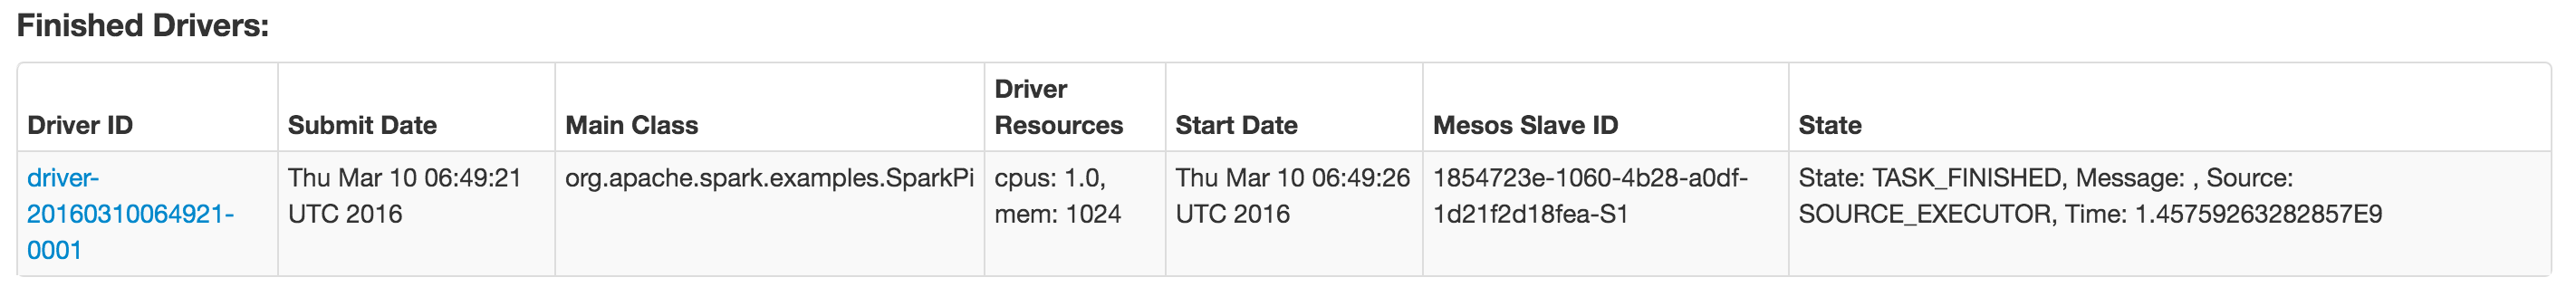 Finished Drivers:
Driver ID
Submit Date
Main Class
Driver
Resources
Start Date
Mesos Slave ID
State
driver-
20160310064921-
0001
Thu Mar 10 06:49:21
UTC 2016
org.apache.spark.examples.SparkPi
cpus: 1.0,
mem: 1024
Thu Mar 10 06:49:26
UTC 2016
1854723e-1060-4b28-a0df-
1d21f2d18fea-S1
State: TASK_FINISHED, Message: , Source:
SOURCE_EXECUTOR, Time: 1.45759263282857E9